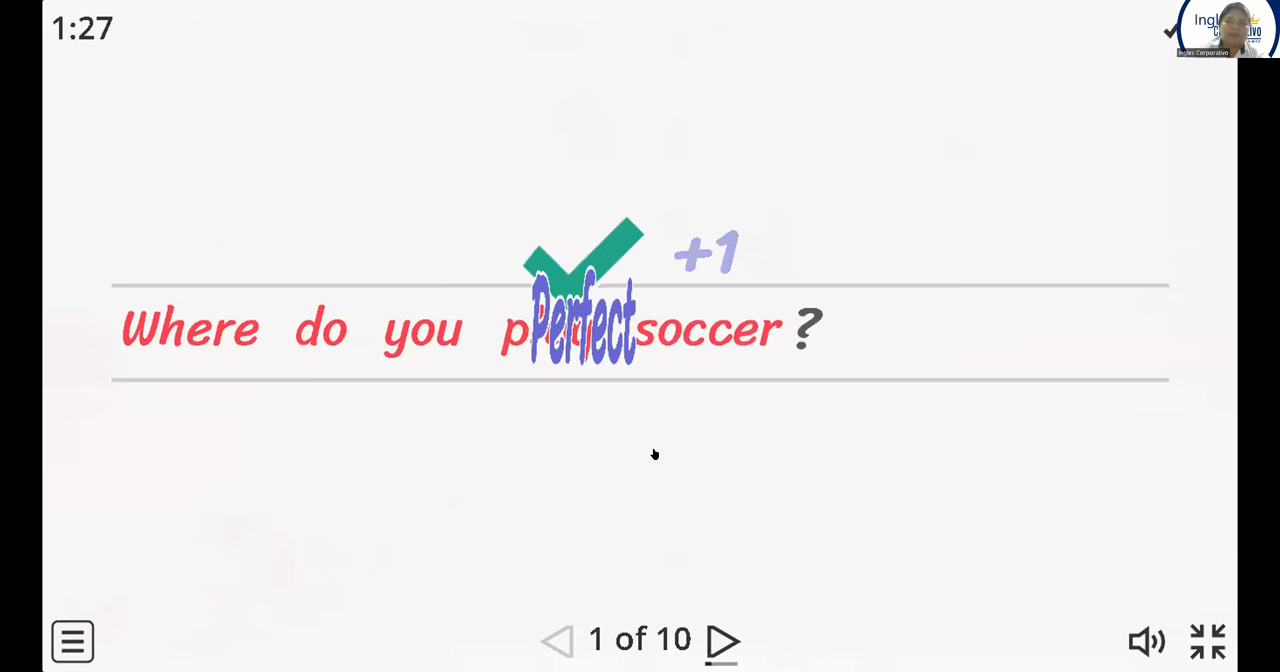 1:27
Ingles Corporativo
+1
Perfect
Where do you soccer?
1 of 10